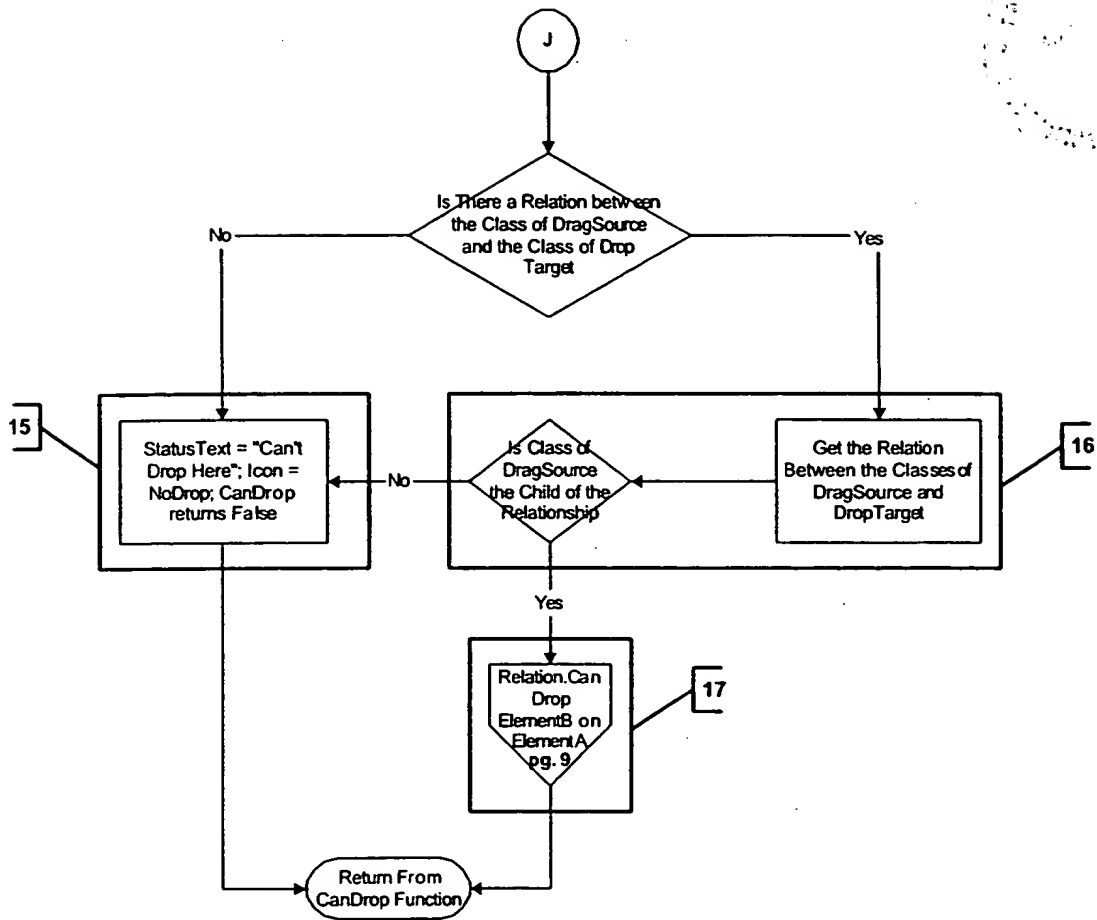 J
Is There a Relation between
the Class of DragSource
and the Class of Drop
Target
No
Yes
15
StatusText = "Can't
Drop Here"; Icon =
NoDrop; CanDrop
returns False
No
Is Class of
DragSource
the Child of the
Relationship
Get the Relation
Between the Classes of
DragSource and
DropTarget
16
Yes
Relation.Can
Drop
ElementB on
ElementA
pg. 9
17
Return From
CanDrop Function